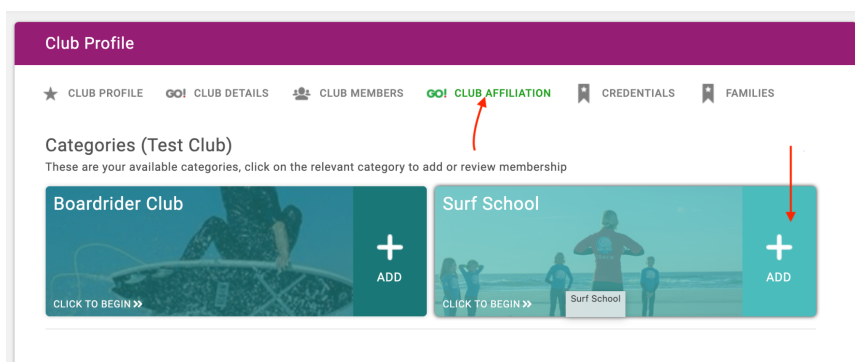 Club Profile
CLUB PROFILE GO! CLUB DETAILS CLUB MEMBERS GO! CLUB AFFILIATION CREDENTIALS FAMILIES
Categories (Test Club)
These are your available categories, click on the relevant category to add or review membership
Boardrider Club
ADD
CLICK TO BEGIN >>
Surf School
ADD
CLICK TO BEGIN >>
Surf School